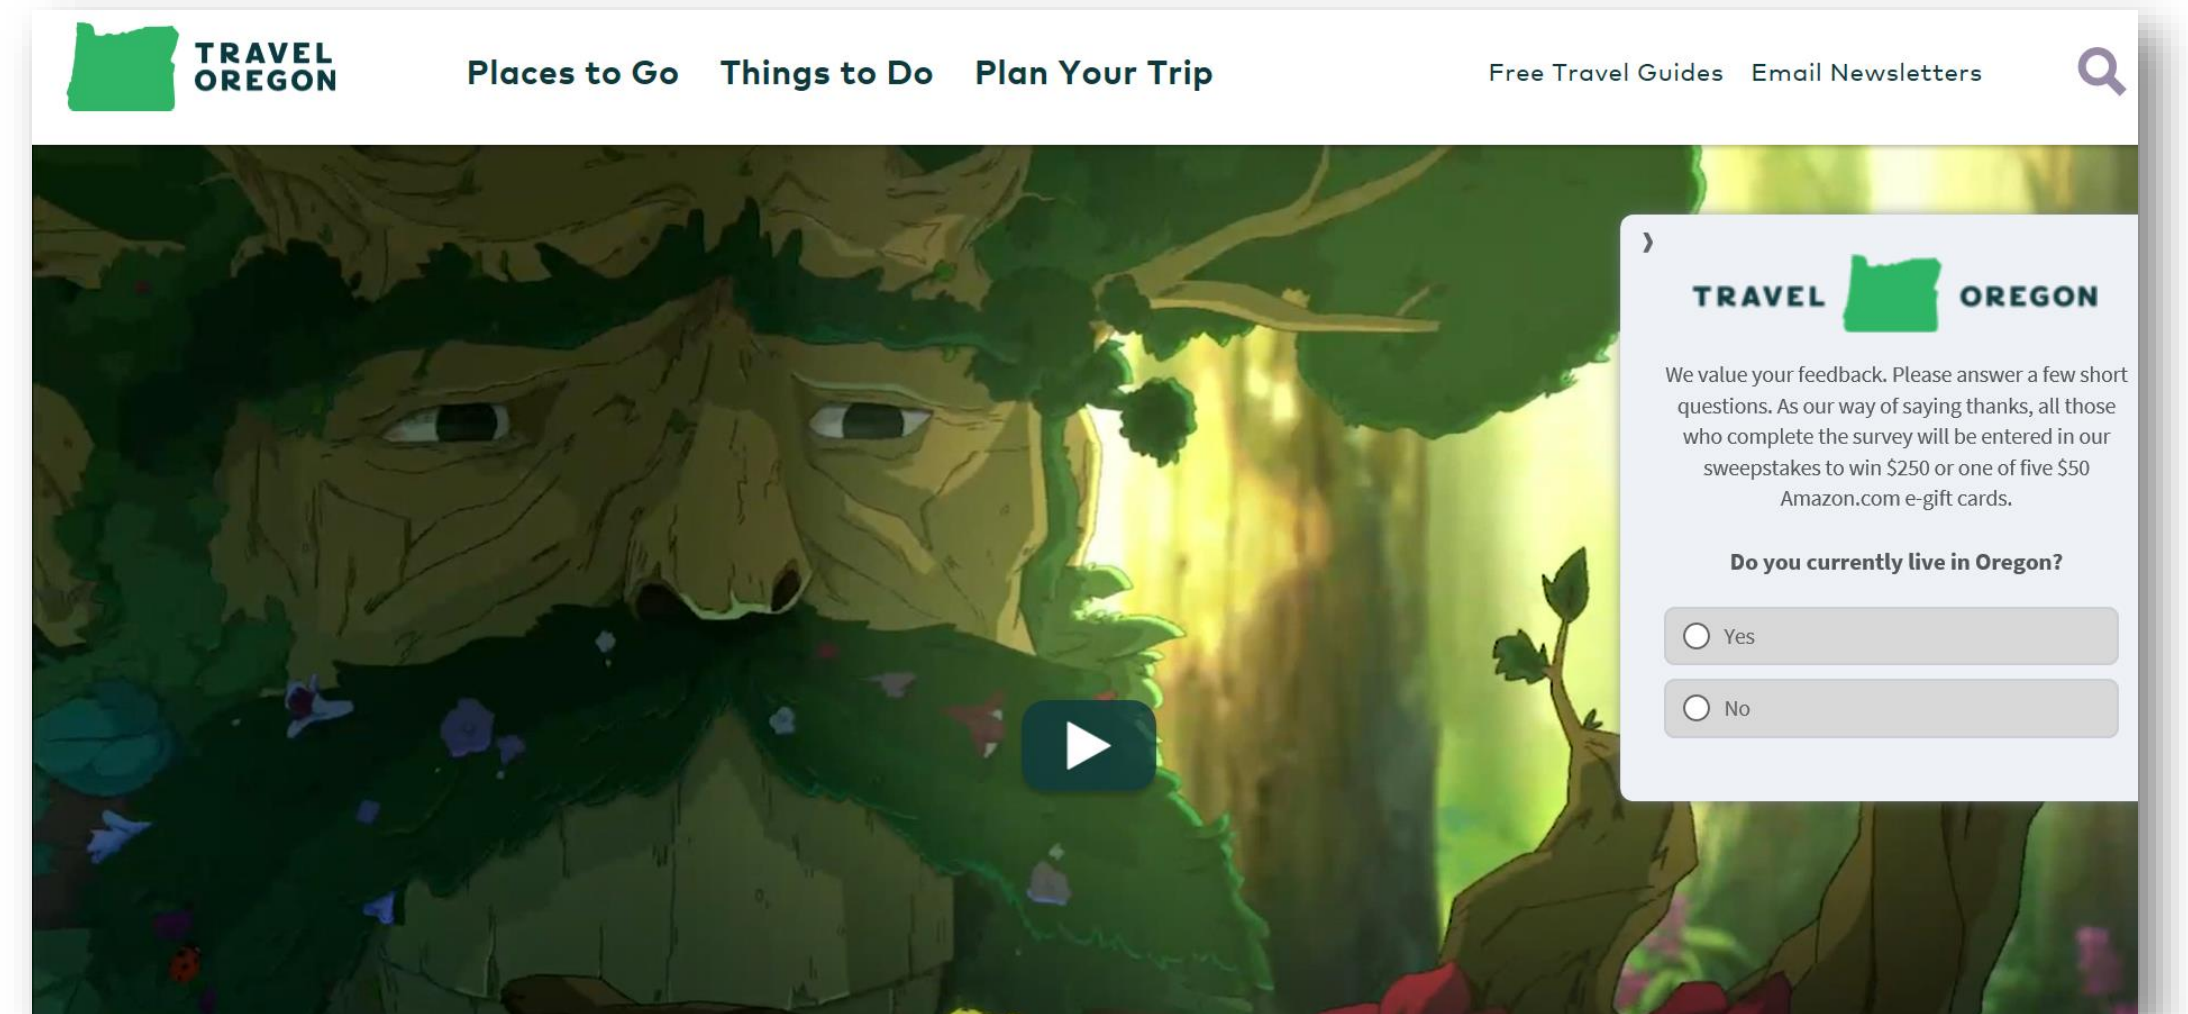 TRAVEL
OREGON
Places to Go Things to Do Plan Your Trip
Free Travel Guides Email Newsletters
TRAVEL OREGON
We value your feedback. Please answer a few short
questions. As our way of saying thanks, all those
who complete the survey will be entered in our
sweepstakes to win $250 or one of five $50
Amazon.com e-gift cards.
Do you currently live in Oregon?
Yes
No